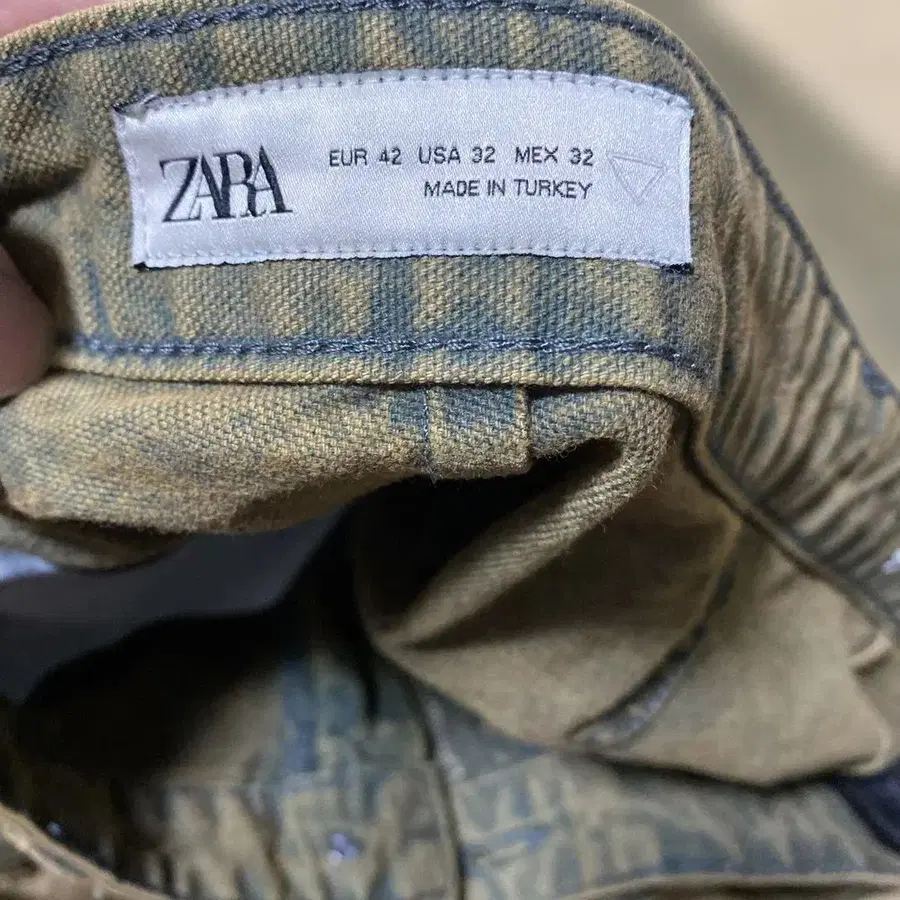 ZARA
EUR 42 USA 32 MEX 32
MADE IN TURKEY